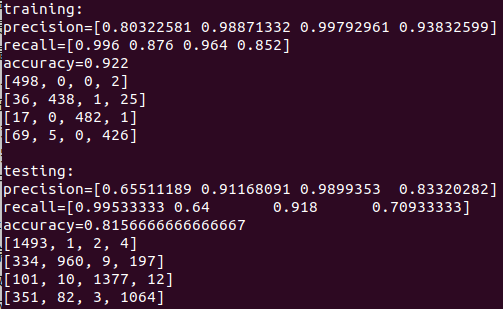 training:
precision=[0.80322581 0.98871332 0.99792961 0.93832599]
recall=[0.996 0.876 0.964 0.852]
accuracy=0.922
[498, 0, 0, 2]
[36, 438, 1, 25]
[17, 0, 482, 1]
[69, 5, 0, 426]

testing:
precision=[0.65511189 0.91168091 0.9899353  0.83320282]
recall=[0.99533333 0.64       0.918      0.70933333]
accuracy=0.8156666666666667
[1493, 1, 2, 4]
[334, 960, 9, 197]
[101, 10, 1377, 12]
[351, 82, 3, 1064]